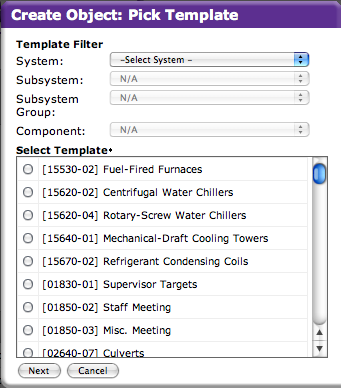 Create Object: Pick Template
Template Filter
System: -Select System -
Subsystem: N/A
Subsystem Group: N/A
Component: N/A
Select Template•
[15530-02] Fuel-Fired Furnaces
[15620-02] Centrifugal Water Chillers
[15620-04] Rotary-Screw Water Chillers
[15640-01] Mechanical-Draft Cooling Towers
[15670-02] Refrigerant Condensing Coils
[01830-01] Supervisor Targets
[01850-02] Staff Meeting
[01850-03] Misc. Meeting
[02640-07] Culverts
Next Cancel